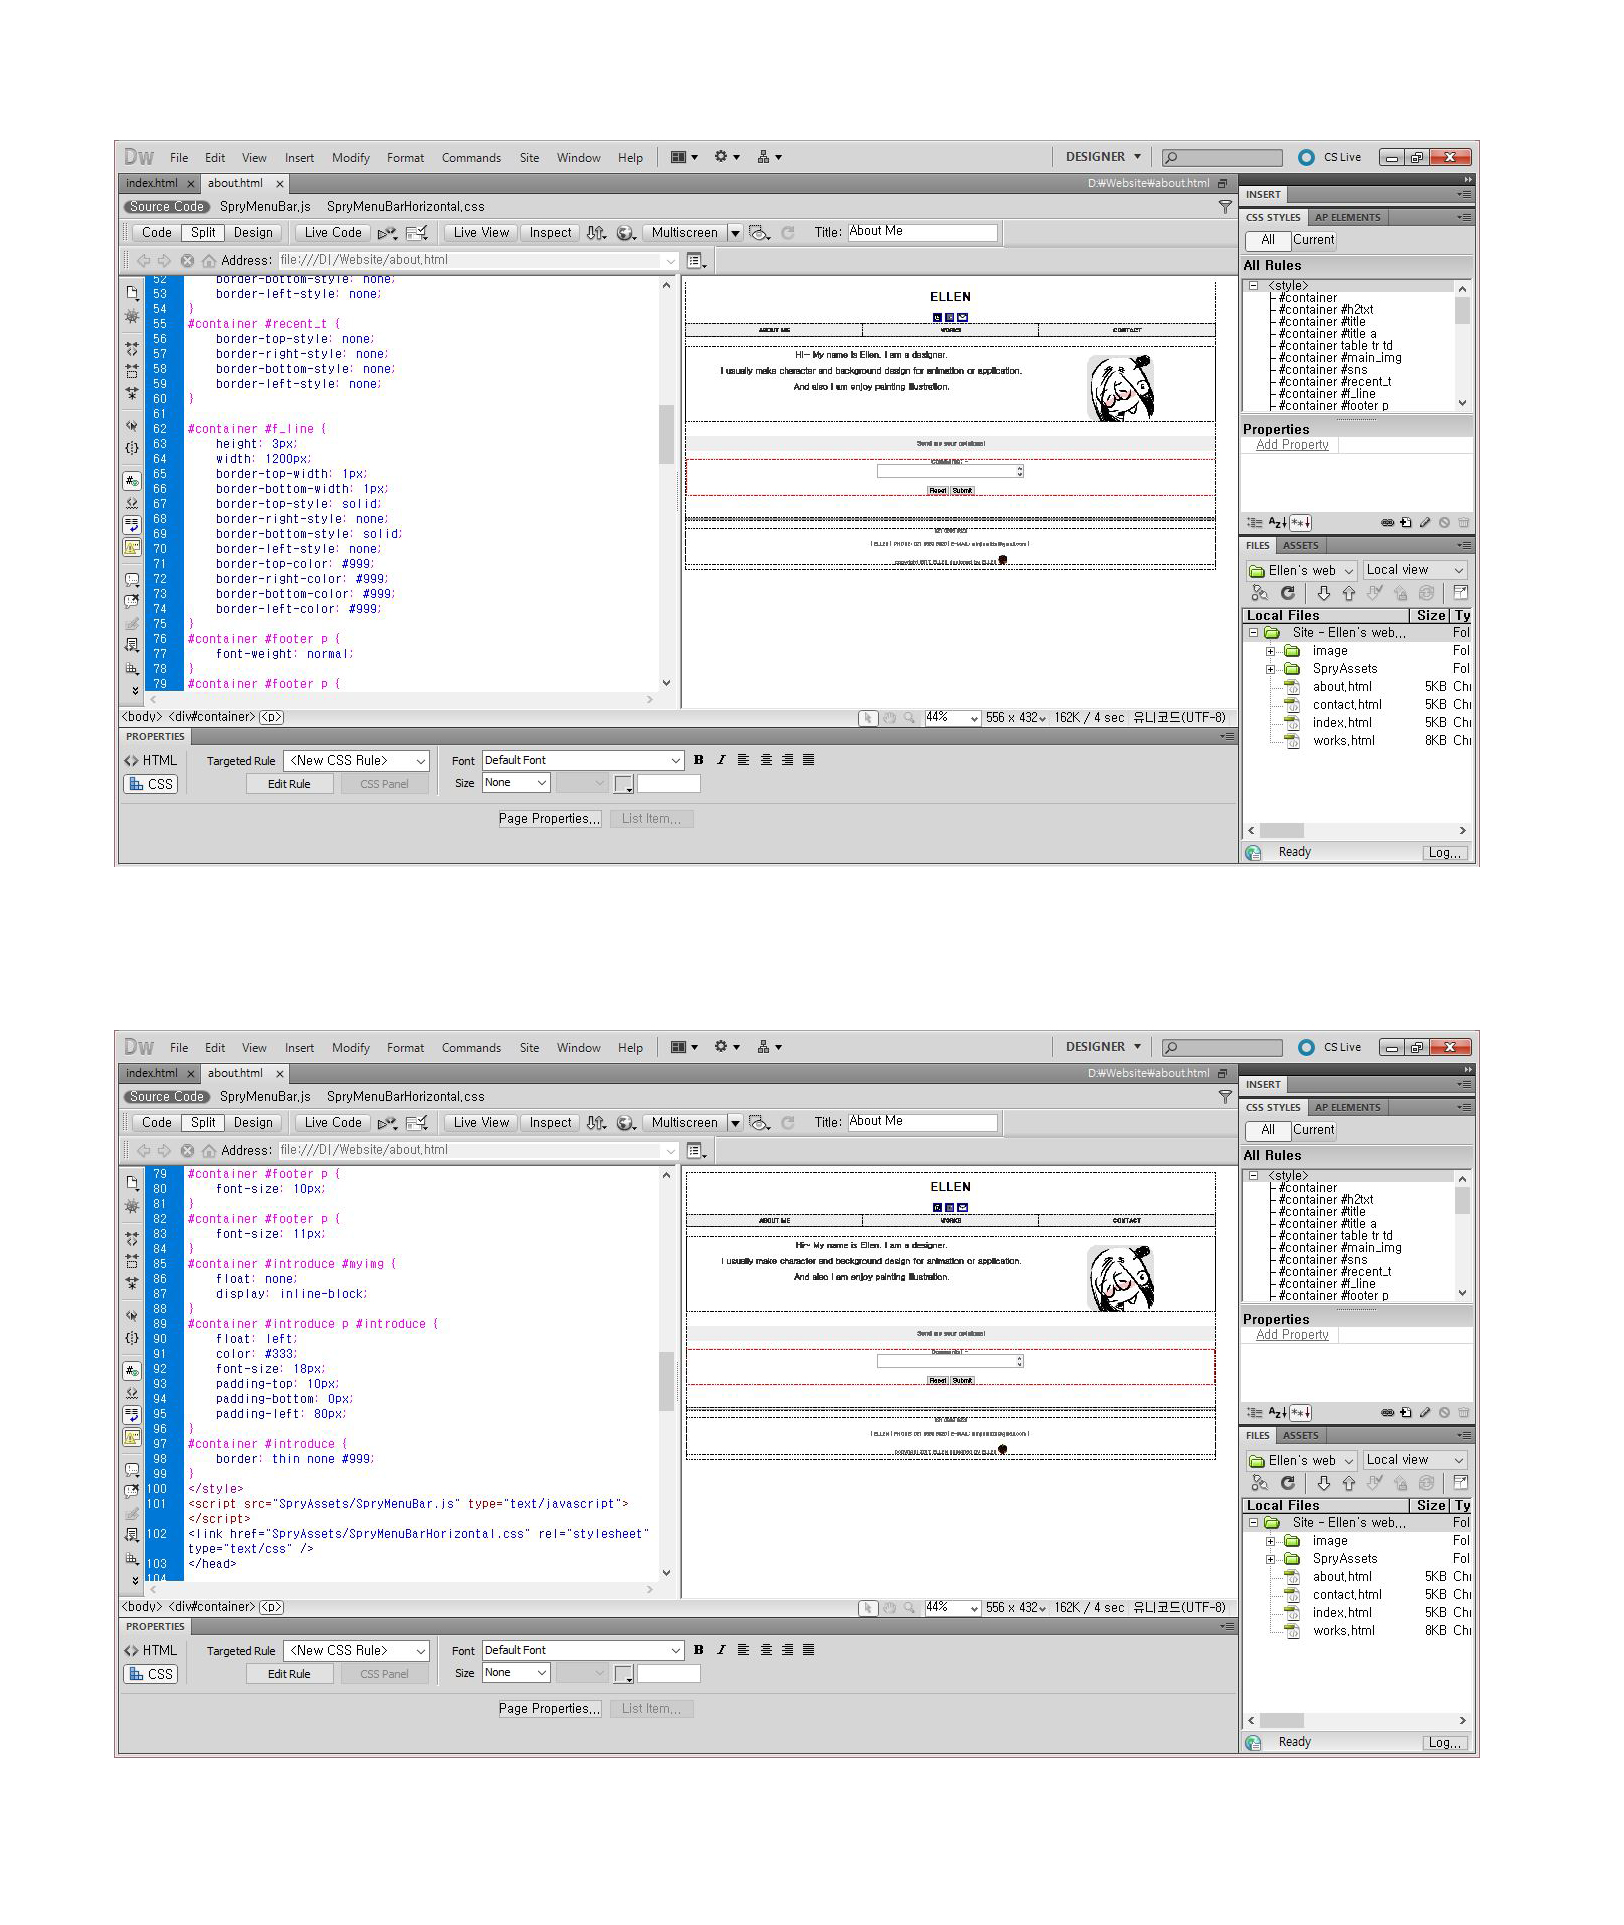 Dw File Edit View Insert Modify Format Commands Site Window Help DESIGNER CS Live
index.html about.html D:\Website\about.html
Source Code SpryMenuBar.js SpryMenuBarHorizontal.css
Code Split Design Live Code Live View Inspect Multiscreen Title: About Me
Address: file:///D|/Website/about.html
52 border-bottom-style: none;
53 border-left-style: none;
54 }
55 #container #recent_t {
56 border-top-style: none;
57 border-right-style: none;
58 border-bottom-style: none;
59 border-left-style: none;
60 }
61
62 #container #f_line {
63 height: 3px;
64 width: 1200px;
65 border-top-width: 1px;
66 border-bottom-width: 1px;
67 border-top-style: solid;
68 border-right-style: none;
69 border-bottom-style: solid;
70 border-left-style: none;
71 border-top-color: #999;
72 border-right-color: #999;
73 border-bottom-color: #999;
74 border-left-color: #999;
75 }
76 #container #footer p {
77 font-weight: normal;
78 }
79 #container #footer p {
ELLEN
ABOUT ME WORKS CONTACT
Hi~ My name is Ellen. I am a designer.
I usually make character and background design for animation or application.
And also I am enjoy painting illustration.
Send me your opinions!
Comments: -
Reset Submit
copyright 2017. ELLEN designed by ELLEN
<body> <div#container> <p> 44% 556 x 432 162K / 4 sec 유니코드(UTF-8)
PROPERTIES
<> HTML Targeted Rule <New CSS Rule> Font Default Font B I
CSS Edit Rule CSS Panel Size None
Page Properties... List Item...
INSERT
CSS STYLES AP ELEMENTS
All Current
All Rules
<style>
#container
#container #h2txt
#container #title
#container #title a
#container table tr td
#container #main_img
#container #sns
#container #recent_t
#container #f_line
#container #footer p
Properties
Add Property
FILES ASSETS
Ellen's web Local view
Local Files Size Ty
Site - Ellen's web... Fol
image Fol
SpryAssets Fol
about.html 5KB Chr
contact.html 5KB Chr
index.html 5KB Chr
works.html 8KB Chr
Ready Log...
Dw File Edit View Insert Modify Format Commands Site Window Help DESIGNER CS Live
index.html about.html D:\Website\about.html
Source Code SpryMenuBar.js SpryMenuBarHorizontal.css
Code Split Design Live Code Live View Inspect Multiscreen Title: About Me
Address: file:///D|/Website/about.html
79 #container #footer p {
80 font-size: 10px;
81 }
82 #container #footer p {
83 font-size: 11px;
84 }
85 #container #introduce #myimg {
86 float: none;
87 display: inline-block;
88 }
89 #container #introduce p #introduce {
90 float: left;
91 color: #333;
92 font-size: 18px;
93 padding-top: 10px;
94 padding-bottom: 0px;
95 padding-left: 80px;
96 }
97 #container #introduce {
98 border: thin none #999;
99 }
100 </style>
101 <script src="SpryAssets/SpryMenuBar.js" type="text/javascript">
</script>
102 <link href="SpryAssets/SpryMenuBarHorizontal.css" rel="stylesheet"
type="text/css" />
103 </head>
104
ELLEN
ABOUT ME WORKS CONTACT
Hi~ My name is Ellen. I am a designer.
I usually make character and background design for animation or application.
And also I am enjoy painting illustration.
Send me your opinions!
Comments: -
Reset Submit
copyright 2017. ELLEN designed by ELLEN
<body> <div#container> <p> 44% 556 x 432 162K / 4 sec 유니코드(UTF-8)
PROPERTIES
<> HTML Targeted Rule <New CSS Rule> Font Default Font B I
CSS Edit Rule CSS Panel Size None
Page Properties... List Item...
INSERT
CSS STYLES AP ELEMENTS
All Current
All Rules
<style>
#container
#container #h2txt
#container #title
#container #title a
#container table tr td
#container #main_img
#container #sns
#container #recent_t
#container #f_line
#container #footer p
Properties
Add Property
FILES ASSETS
Ellen's web Local view
Local Files Size Ty
Site - Ellen's web... Fol
image Fol
SpryAssets Fol
about.html 5KB Chr
contact.html 5KB Chr
index.html 5KB Chr
works.html 8KB Chr
Ready Log...